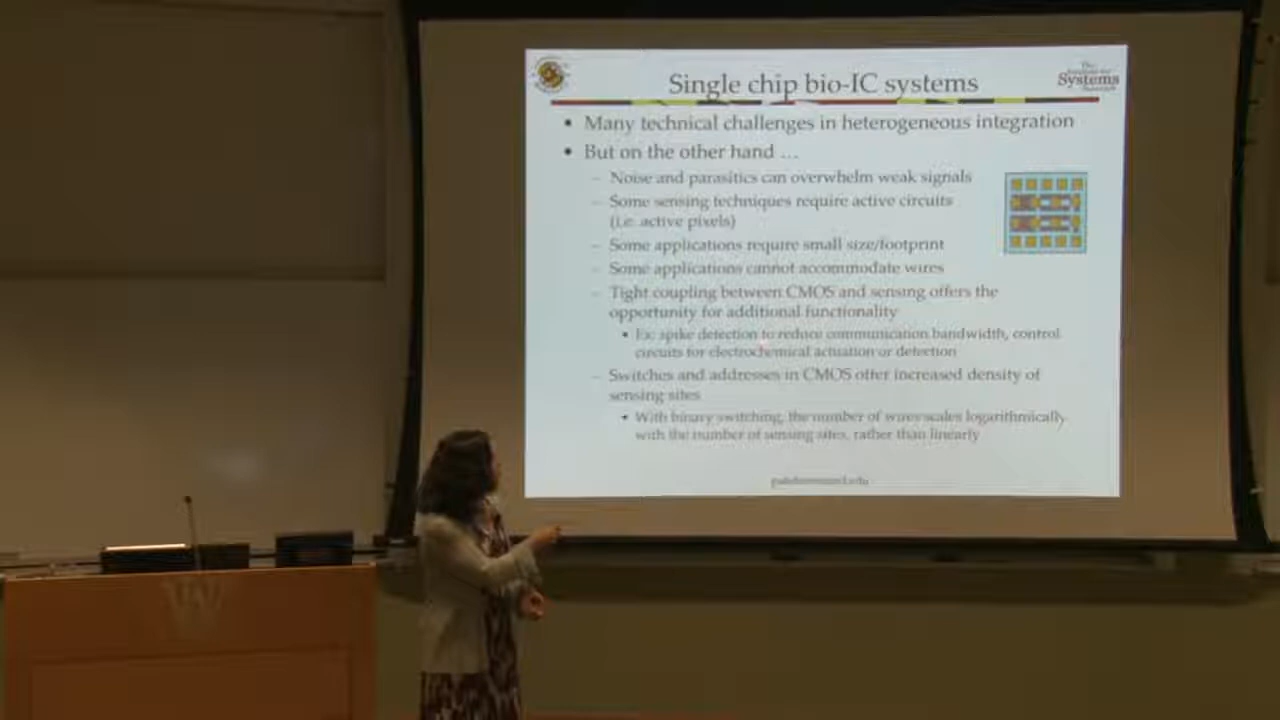 Single chip bio-IC systems
The
Systems
• Many technical challenges in heterogeneous integration
• But on the other hand …
– Noise and parasitics can overwhelm weak signals
– Some sensing techniques require active circuits
(i.e. active pixels)
– Some applications require small size/footprint
– Some applications cannot accommodate wires
– Tight coupling between CMOS and sensing offers the
opportunity for additional functionality
• Ex: spike detection to reduce communication bandwidth, control
circuits for electrochemical actuation or detection
– Switches and addresses in CMOS offer increased density of
sensing sites
• With binary switching, the number of wires scales logarithmically
with the number of sensing sites, rather than linearly
W